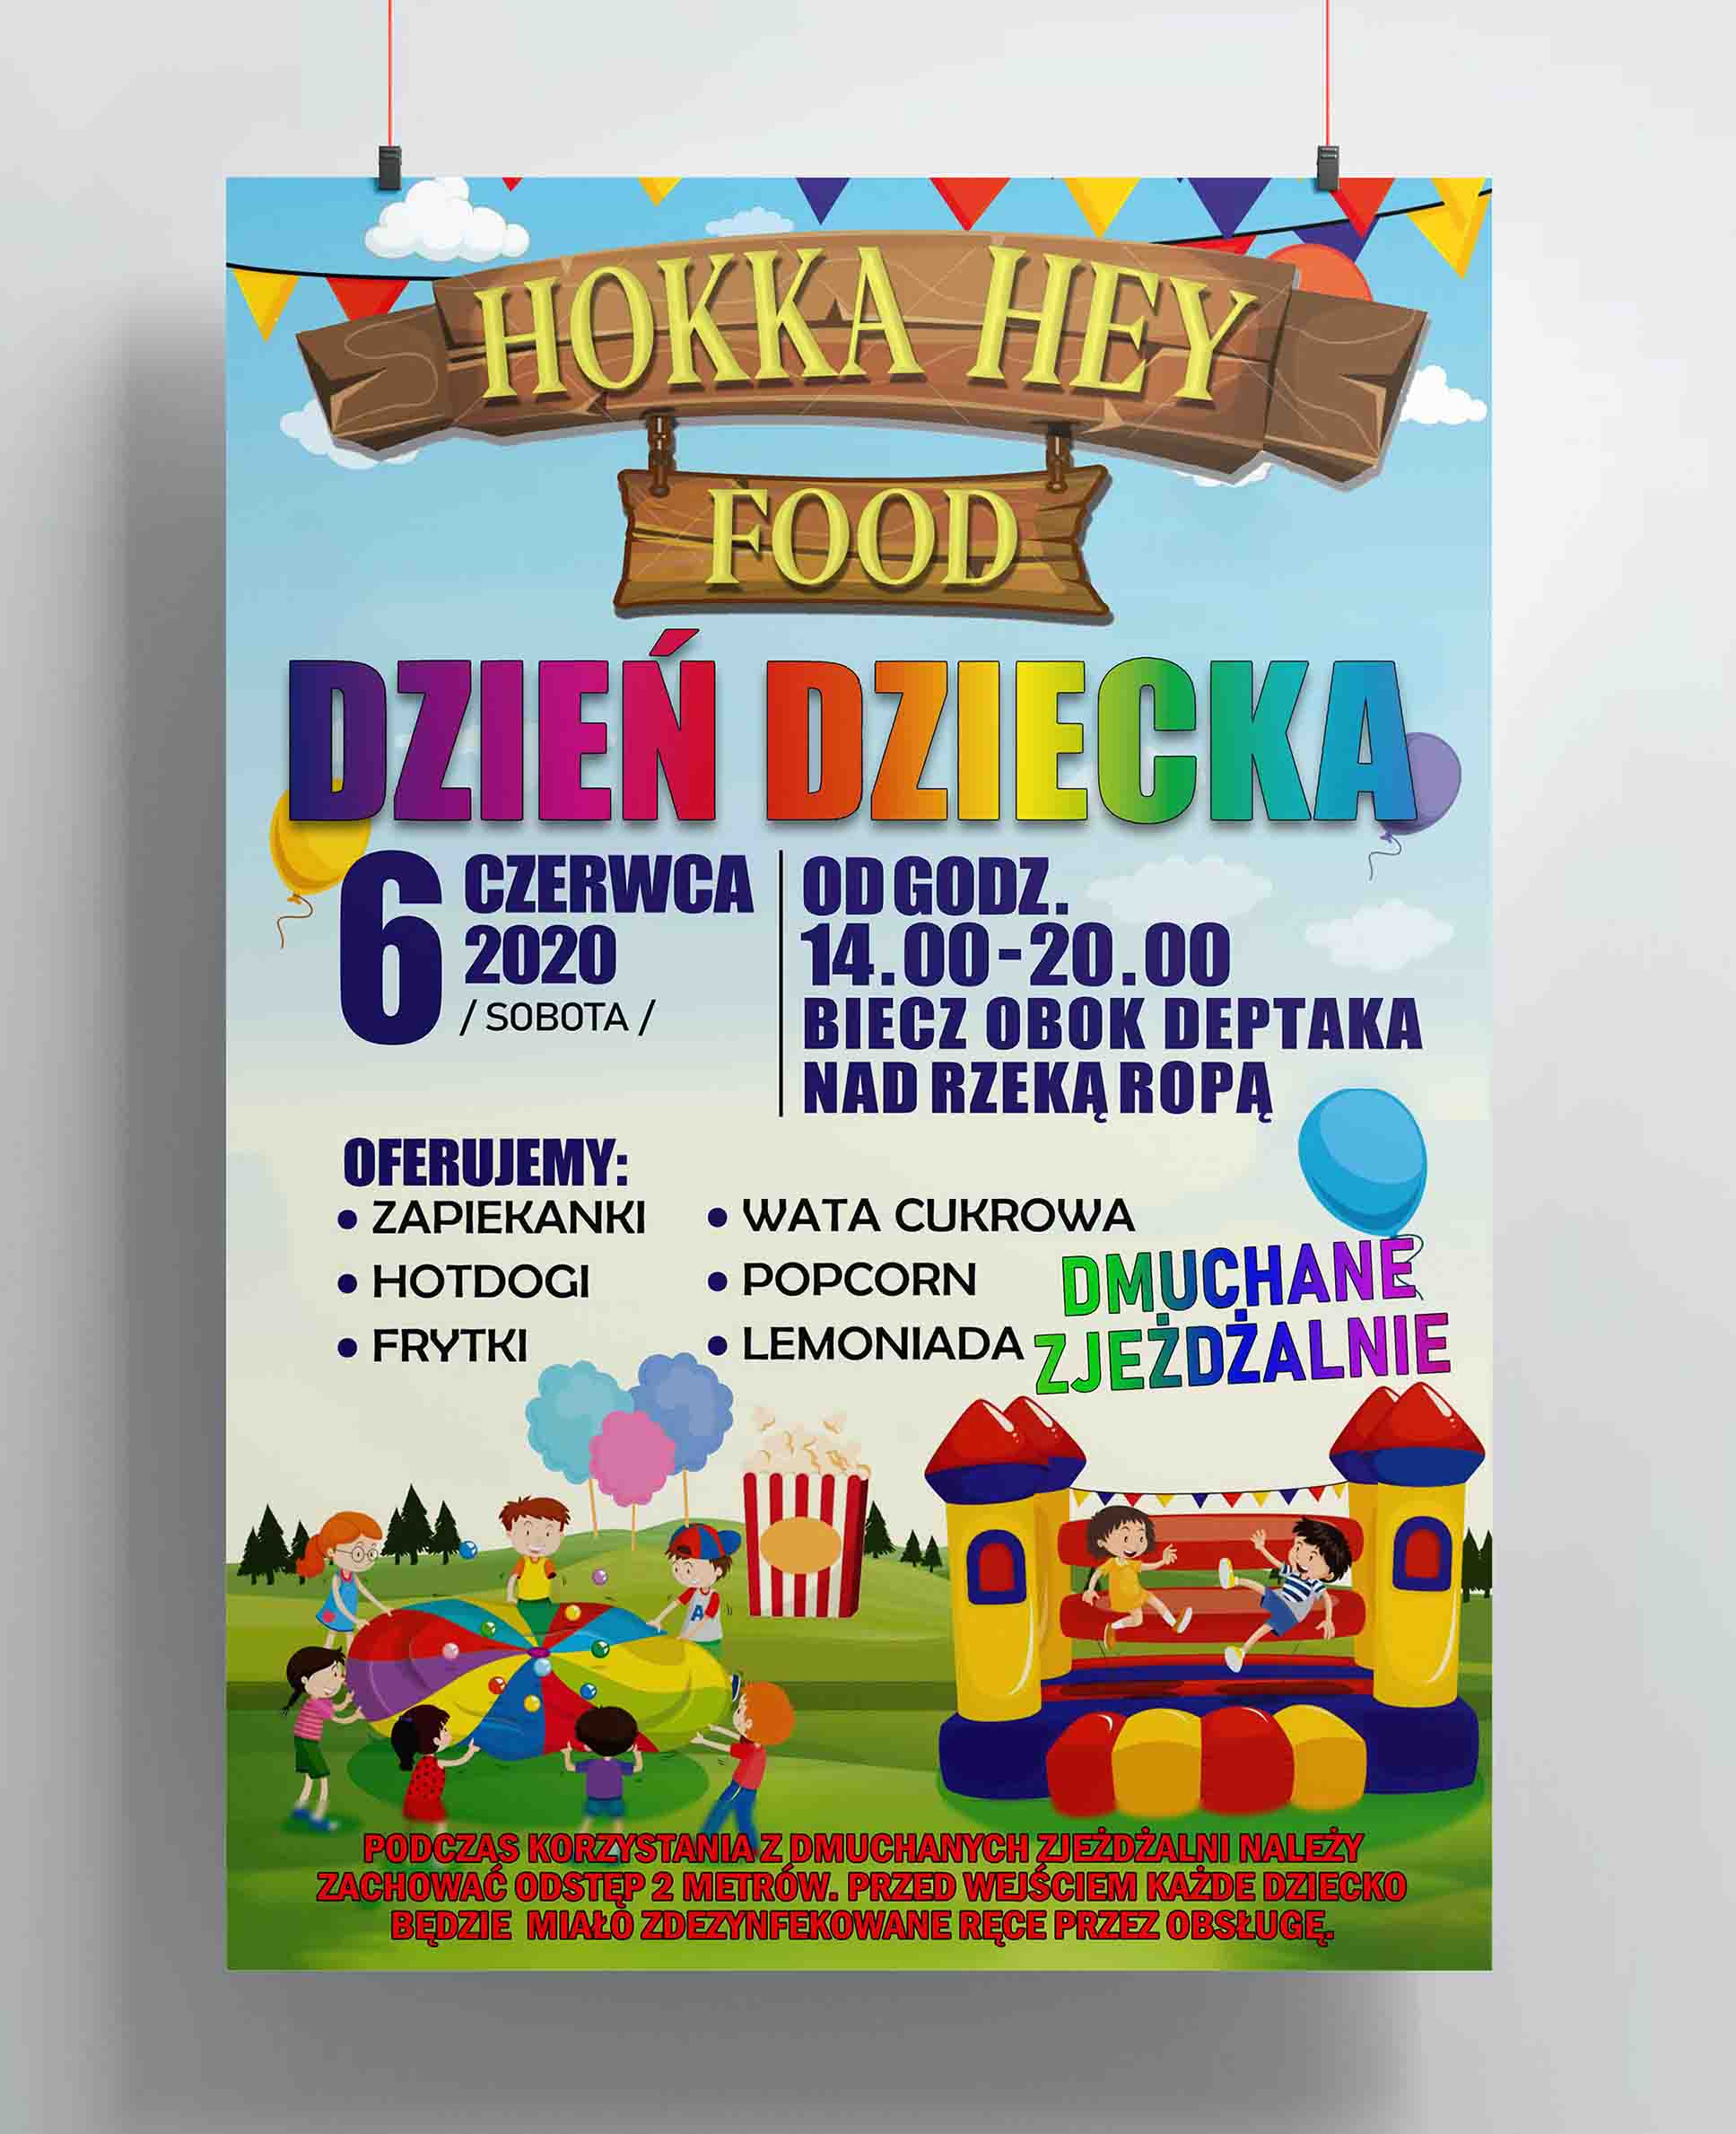 HOKKA HEY
FOOD
DZIEŃ DZIECKA
6 CZERWCA
2020
/ SOBOTA /
OD GODZ.
14.00-20.00
BIECZ OBOK DEPTAKA
NAD RZEKĄ ROPĄ
OFERUJEMY:
• ZAPIEKANKI
• HOTDOGI
• FRYTKI
• WATA CUKROWA
• POPCORN
• LEMONIADA
DMUCHANE
ZJEŻDŻALNIE
A
PODCZAS KORZYSTANIA Z DMUCHANYCH ZJEŻDŻALNI NALEŻY
ZACHOWAĆ ODSTĘP 2 METRÓW. PRZED WEJŚCIEM KAŻDE DZIECKO
BĘDZIE MIAŁO ZDEZYNFEKOWANE RĘCE PRZEZ OBSŁUGĘ.